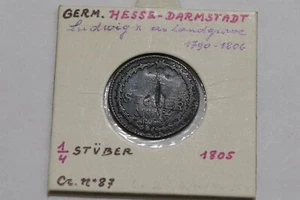 GERM. HESSE-DARMSTADT
Ludwig X as Landgrave
1790-1806
1/4 STÜBER 1805
Cr. n°87